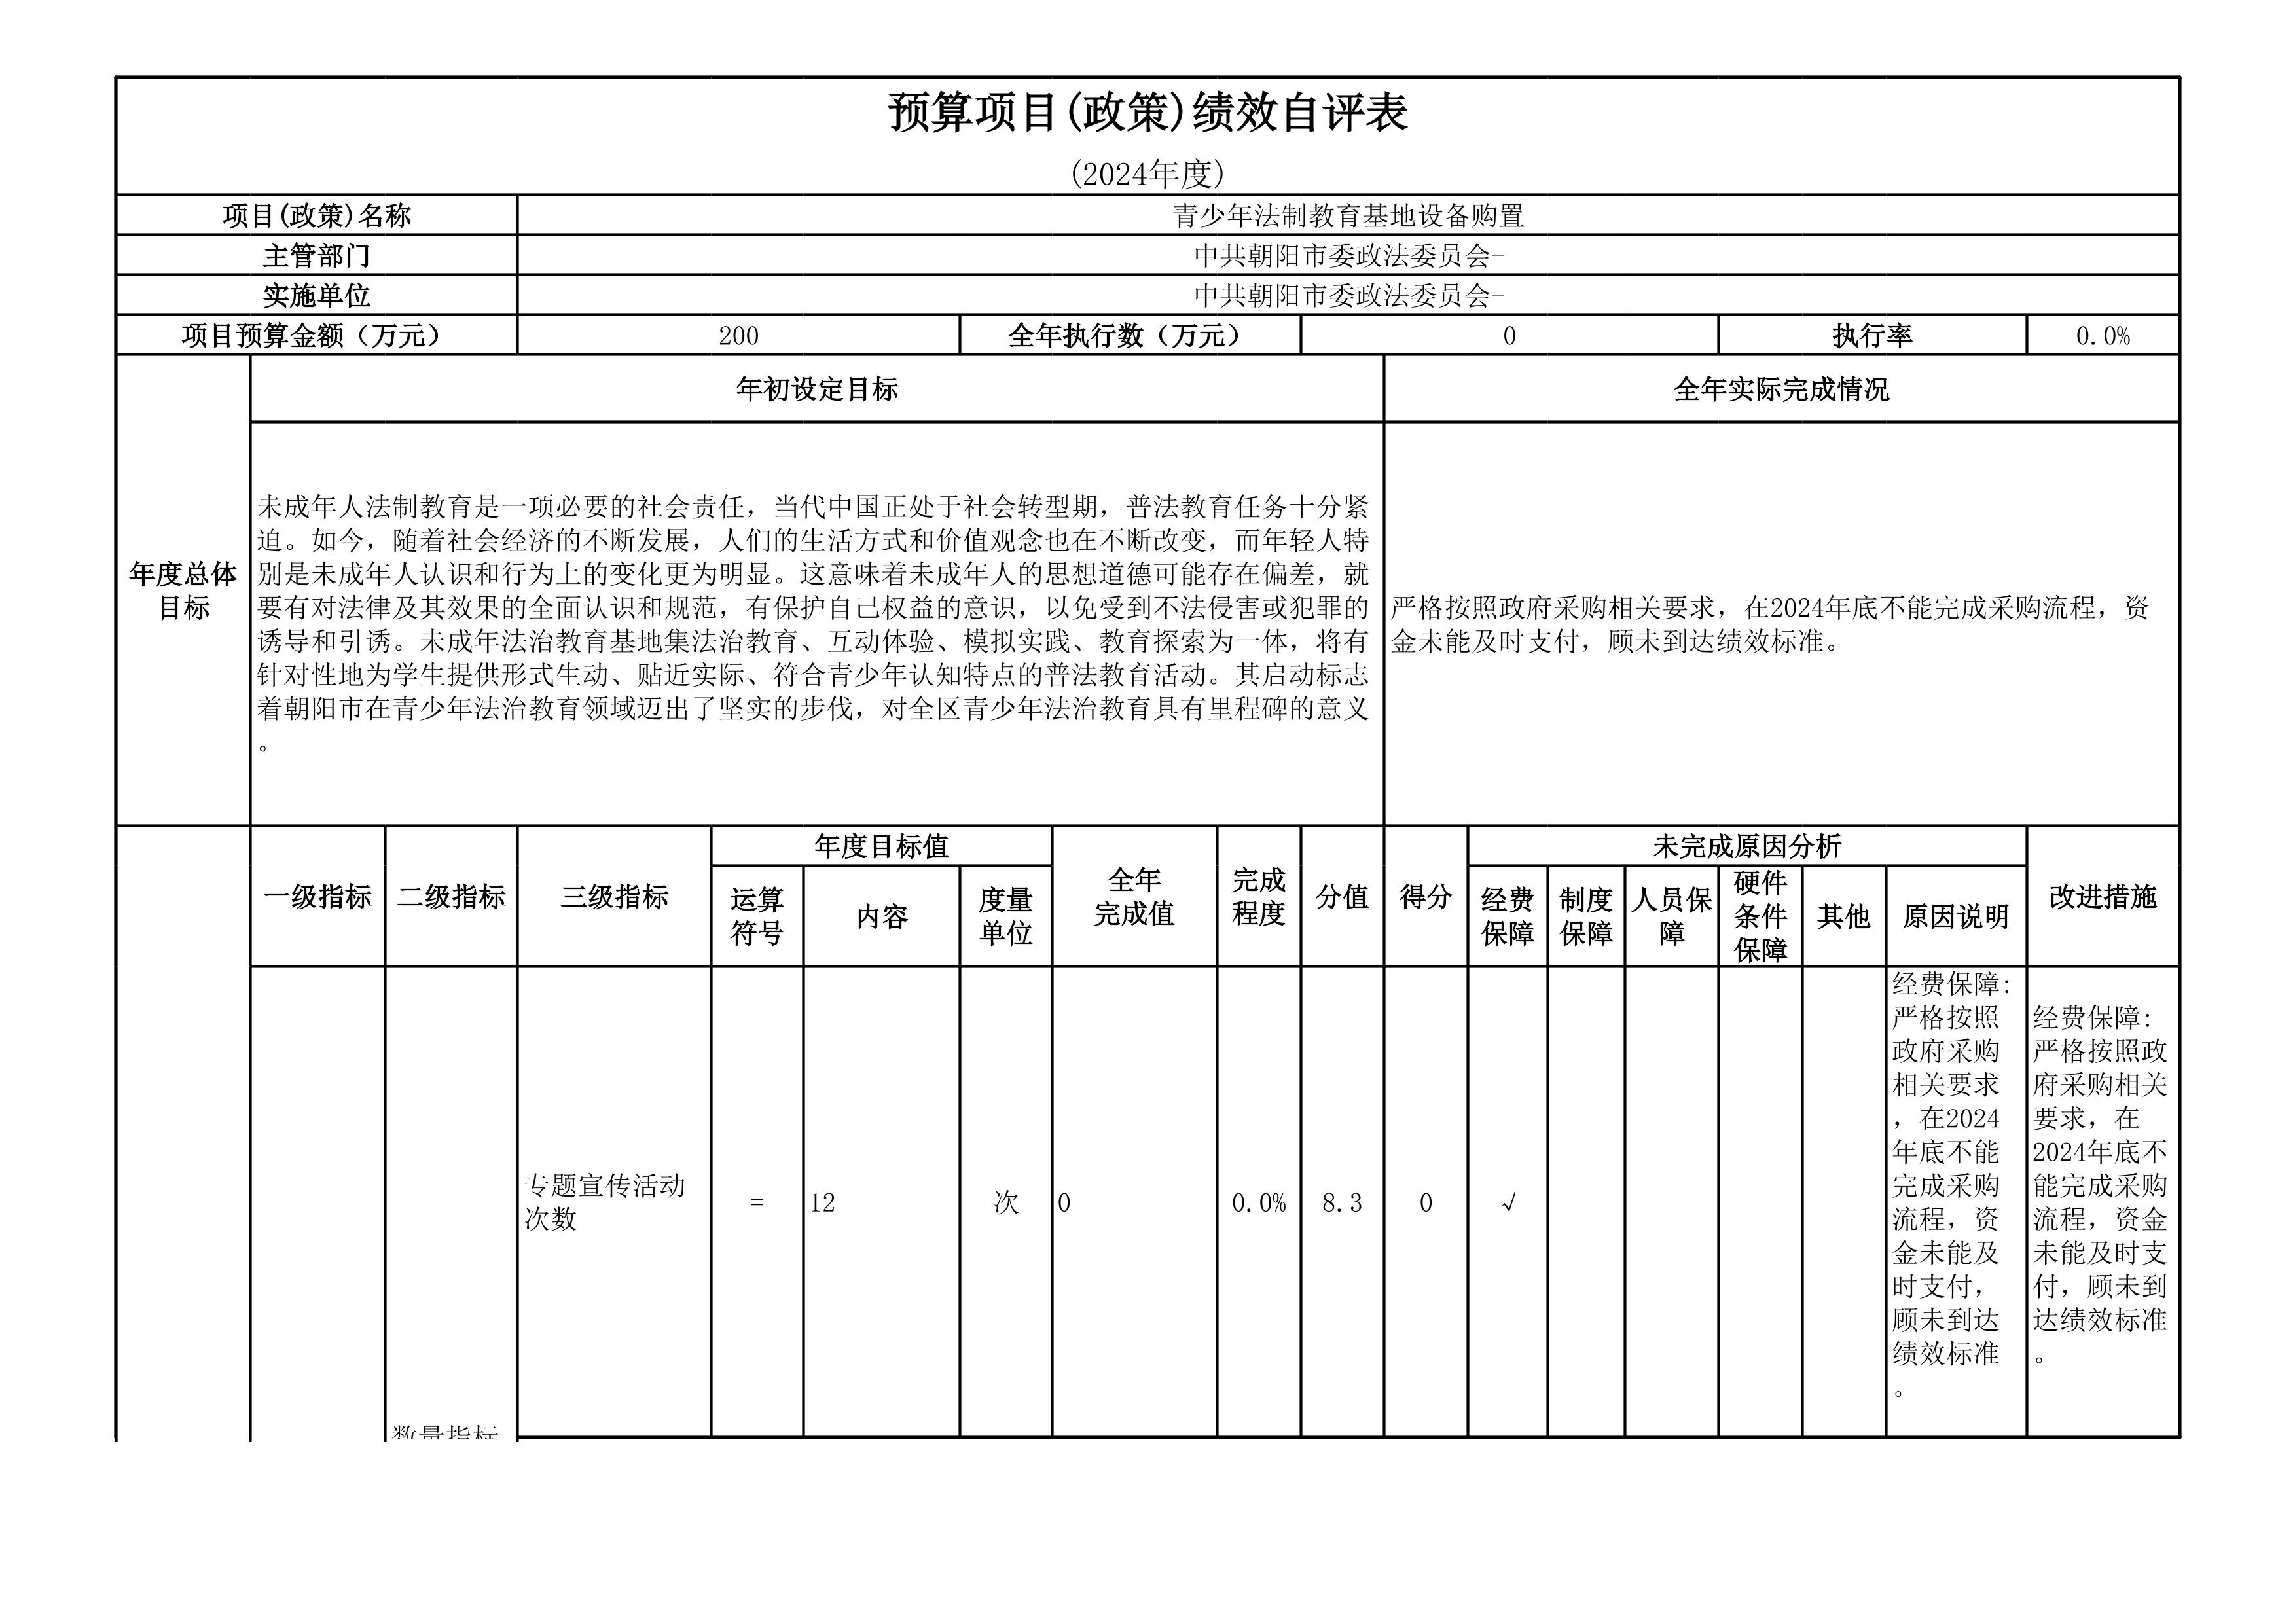 预算项目(政策)绩效自评表
(2024年度)
项目(政策)名称 青少年法制教育基地设备购置
主管部门 中共朝阳市委政法委员会-
实施单位 中共朝阳市委政法委员会-
项目预算金额（万元） 200 全年执行数（万元） 0 执行率 0.0%
年度总体
目标
年初设定目标 全年实际完成情况
未成年人法制教育是一项必要的社会责任，当代中国正处于社会转型期，普法教育任务十分紧
迫。如今，随着社会经济的不断发展，人们的生活方式和价值观念也在不断改变，而年轻人特
别是未成年人认识和行为上的变化更为明显。这意味着未成年人的思想道德可能存在偏差，就
要有对法律及其效果的全面认识和规范，有保护自己权益的意识，以免受到不法侵害或犯罪的
诱导和引诱。未成年法治教育基地集法治教育、互动体验、模拟实践、教育探索为一体，将有
针对性地为学生提供形式生动、贴近实际、符合青少年认知特点的普法教育活动。其启动标志
着朝阳市在青少年法治教育领域迈出了坚实的步伐，对全区青少年法治教育具有里程碑的意义
。
严格按照政府采购相关要求，在2024年底不能完成采购流程，资
金未能及时支付，顾未到达绩效标准。
一级指标
二级指标
三级指标
年度目标值
运算
符号
内容
度量
单位
全年
完成值
完成
程度
分值
得分
未完成原因分析
经费
保障
制度
保障
人员保
障
硬件
条件
保障
其他
原因说明
改进措施
数量指标
专题宣传活动
次数
=
12
次
0
0.0%
8.3
0
√
经费保障:
严格按照
政府采购
相关要求
，在2024
年底不能
完成采购
流程，资
金未能及
时支付，
顾未到达
绩效标准
。
经费保障:
严格按照政
府采购相关
要求，在
2024年底不
能完成采购
流程，资金
未能及时支
付，顾未到
达绩效标准
。